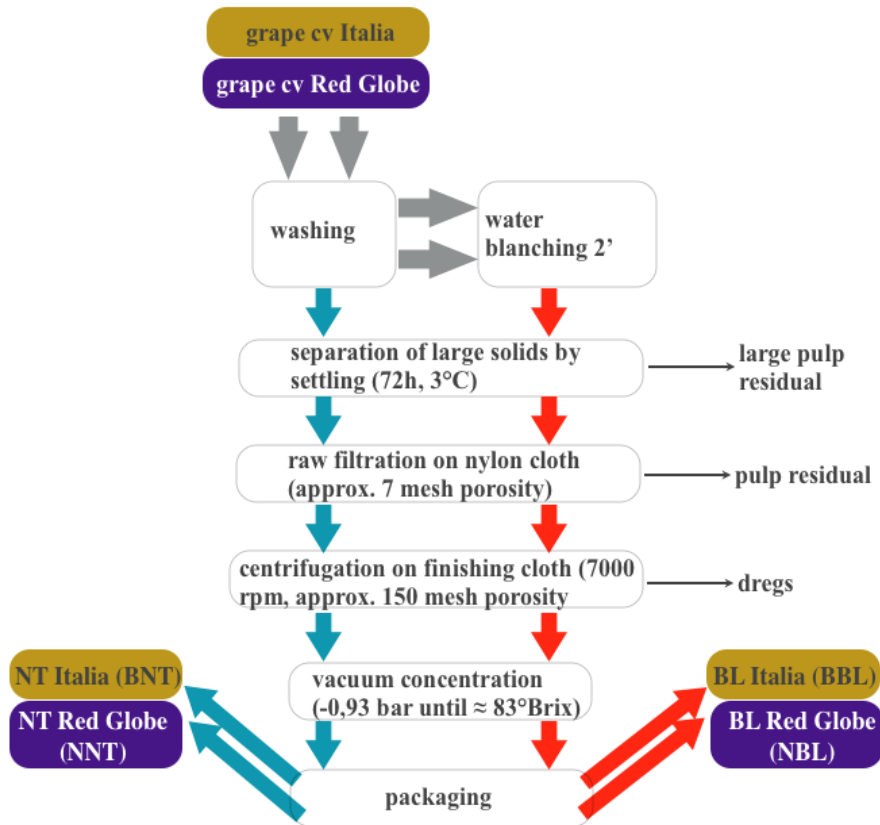 grape cv Italia
grape cv Red Globe
washing
water
blanching 2’
separation of large solids by
settling (72h, 3°C)
large pulp
residual
raw filtration on nylon cloth
(approx. 7 mesh porosity)
pulp residual
centrifugation on finishing cloth (7000
rpm, approx. 150 mesh porosity
dregs
vacuum concentration
(-0,93 bar until ≈ 83°Brix)
NT Italia (BNT)
NT Red Globe
(NNT)
BL Italia (BBL)
BL Red Globe
(NBL)
packaging